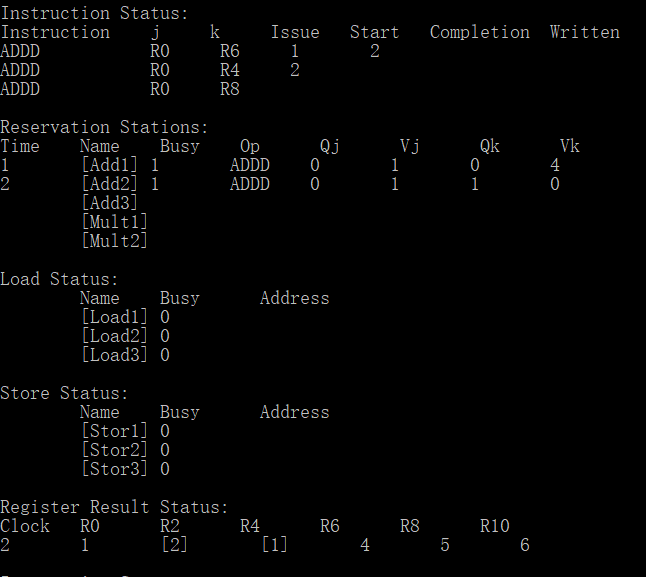 Instruction Status:
Instruction j k Issue Start Completion Written
ADDD R0 R6 1 2
ADDD R0 R4 2
ADDD R0 R8
Reservation Stations:
Time Name Busy Op Qj Vj Qk Vk
1 [Add1] 1 ADDD 0 1 0 4
2 [Add2] 1 ADDD 0 1 1 0
[Add3]
[Mult1]
[Mult2]
Load Status:
Name Busy Address
[Load1] 0
[Load2] 0
[Load3] 0
Store Status:
Name Busy Address
[Stor1] 0
[Stor2] 0
[Stor3] 0
Register Result Status:
Clock R0 R2 R4 R6 R8 R10
2 1 [2] [1] 4 5 6